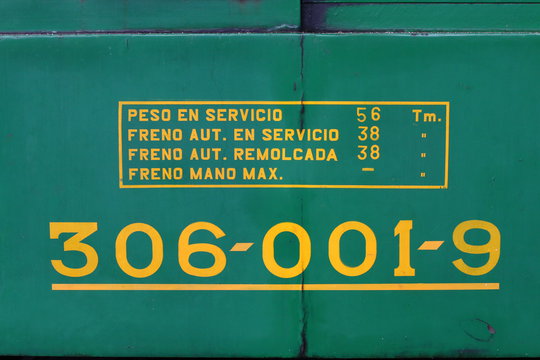 PESO EN SERVICIO 56 Tm.
FRENO AUT. EN SERVICIO 38 "
FRENO AUT. REMOLCADA 38 "
FRENO MANO MAX. - "
306-001-9